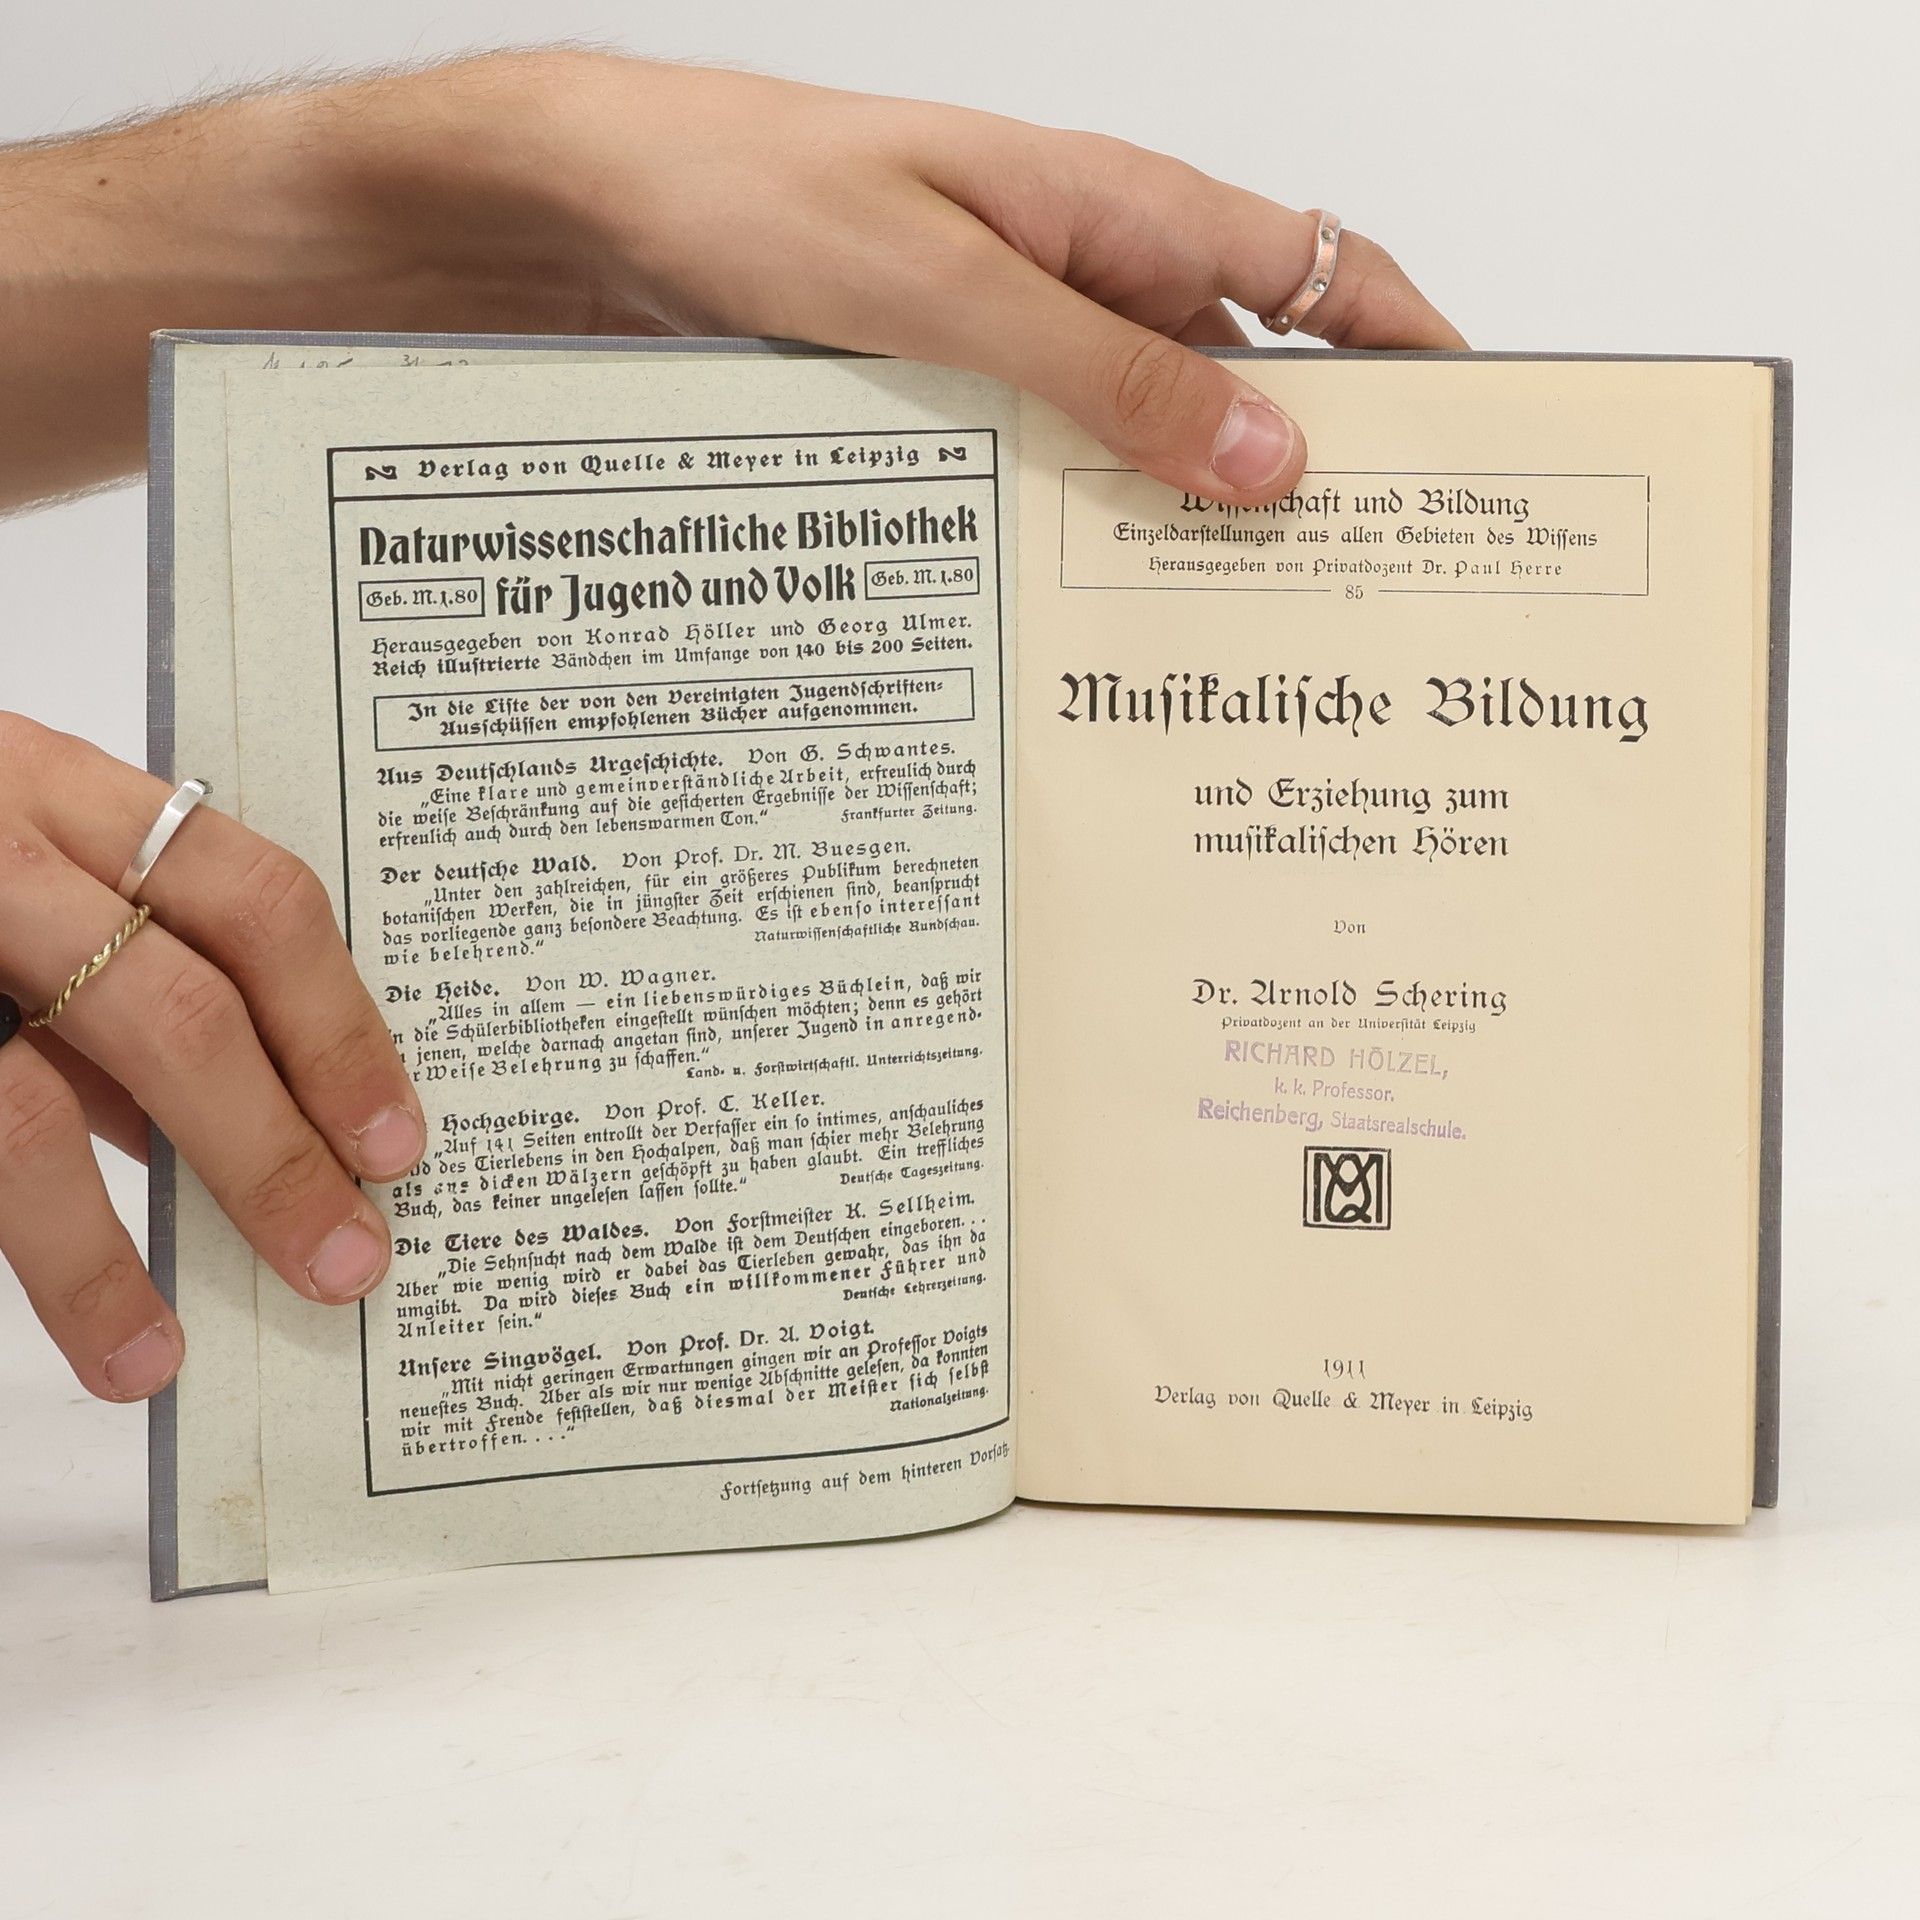 Verlag von Quelle & Meyer in Leipzig
Naturwissenschaftliche Bibliothek
Geb. M. 1.80 für Jugend und Volk Geb. M. 1.80
Herausgegeben von Konrad Höller und Georg Ulmer.
Reich illuſtrierte Bändchen im Umfange von 140 bis 200 Seiten.
In die Liſte der von den Vereinigten Jugendſchriften-
Ausſchüſſen empfohlenen Bücher aufgenommen.
Aus Deutſchlands Urgeſchichte. Von G. Schwantes.
„Eine klare und gemeinverſtändliche Arbeit, erfreulich durch
die weiſe Beſchränkung auf die geſicherten Ergebniſſe der Wiſſenſchaft;
erfreulich auch durch den lebenswarmen Ton.“ Frankfurter Zeitung.
Der deutſche Wald. Von Prof. Dr. M. Buesgen.
„Unter den zahlreichen, für ein größeres Publikum berechneten
botaniſchen Werken, die in jüngſter Zeit erſchienen ſind, beanſprucht
das vorliegende ganz beſondere Beachtung. Es iſt ebenſo intereſſant
wie belehrend.“ Naturwiſſenſchaftliche Rundſchau.
Die Heide. Von W. Wagner.
„Alles in allem — ein liebenswürdiges Büchlein, daß wir
in die Schülerbibliotheken eingeſtellt wünſchen möchten; denn es gehört
jenen, welche darnach angetan ſind, unſerer Jugend in anregend-
Weiſe Belehrung zu ſchaffen.“ Land- u. Forſtwirtſchaftl. Unterrichtszeitung.
Hochgebirge. Von Prof. C. Keller.
„Auf 141 Seiten entrollt der Verfaſſer ein ſo intimes, anſchauliches
des Tierlebens in den Hochalpen, daß man ſchier mehr Belehrung
als aus dicken Wälzern geſchöpft zu haben glaubt. Ein treffliches
Buch, das keiner ungeleſen laſſen ſollte.“ Deutſche Tageszeitung.
Die Tiere des Waldes. Von Forſtmeiſter K. Sellheim.
„Die Sehnſucht nach dem Walde iſt dem Deutſchen eingeboren. . .
Aber wie wenig wird er dabei das Tierleben gewahr, das ihn da
umgibt. Da wird dieſes Buch ein willkommener Führer und
Anleiter ſein.“ Deutſche Lehrerzeitung.
Unſere Singvögel. Von Prof. Dr. A. Voigt.
„Mit nicht geringen Erwartungen gingen wir an Profeſſor Voigts
neueſtes Buch. Aber als wir nur wenige Abſchnitte geleſen, da konnten
wir mit Freude feſtſtellen, daß diesmal der Meiſter ſich ſelbſt
übertroffen. . . .“ Nationalzeitung.
Fortſetzung auf dem hinteren Vorſatz
Wiſſenſchaft und Bildung
Einzeldarſtellungen aus allen Gebieten des Wiſſens
Herausgegeben von Privatdozent Dr. Paul Herre
85
Muſikaliſche Bildung
und Erziehung zum
muſikaliſchen Hören
Von
Dr. Arnold Schering
Privatdozent an der Univerſität Leipzig
RICHARD HÖLZEL,
k. k. Professor.
Reichenberg, Staatsrealschule.
QM
1911
Verlag von Quelle & Meyer in Leipzig